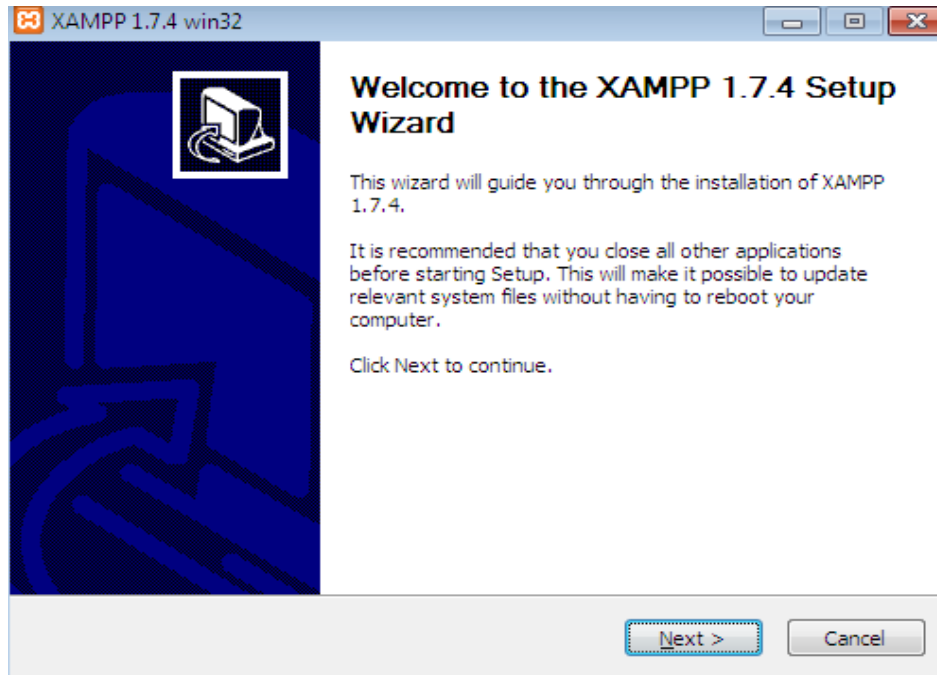 XAMPP 1.7.4 win32
Welcome to the XAMPP 1.7.4 Setup
Wizard
This wizard will guide you through the installation of XAMPP
1.7.4.
It is recommended that you close all other applications
before starting Setup. This will make it possible to update
relevant system files without having to reboot your
computer.
Click Next to continue.
Next >
Cancel